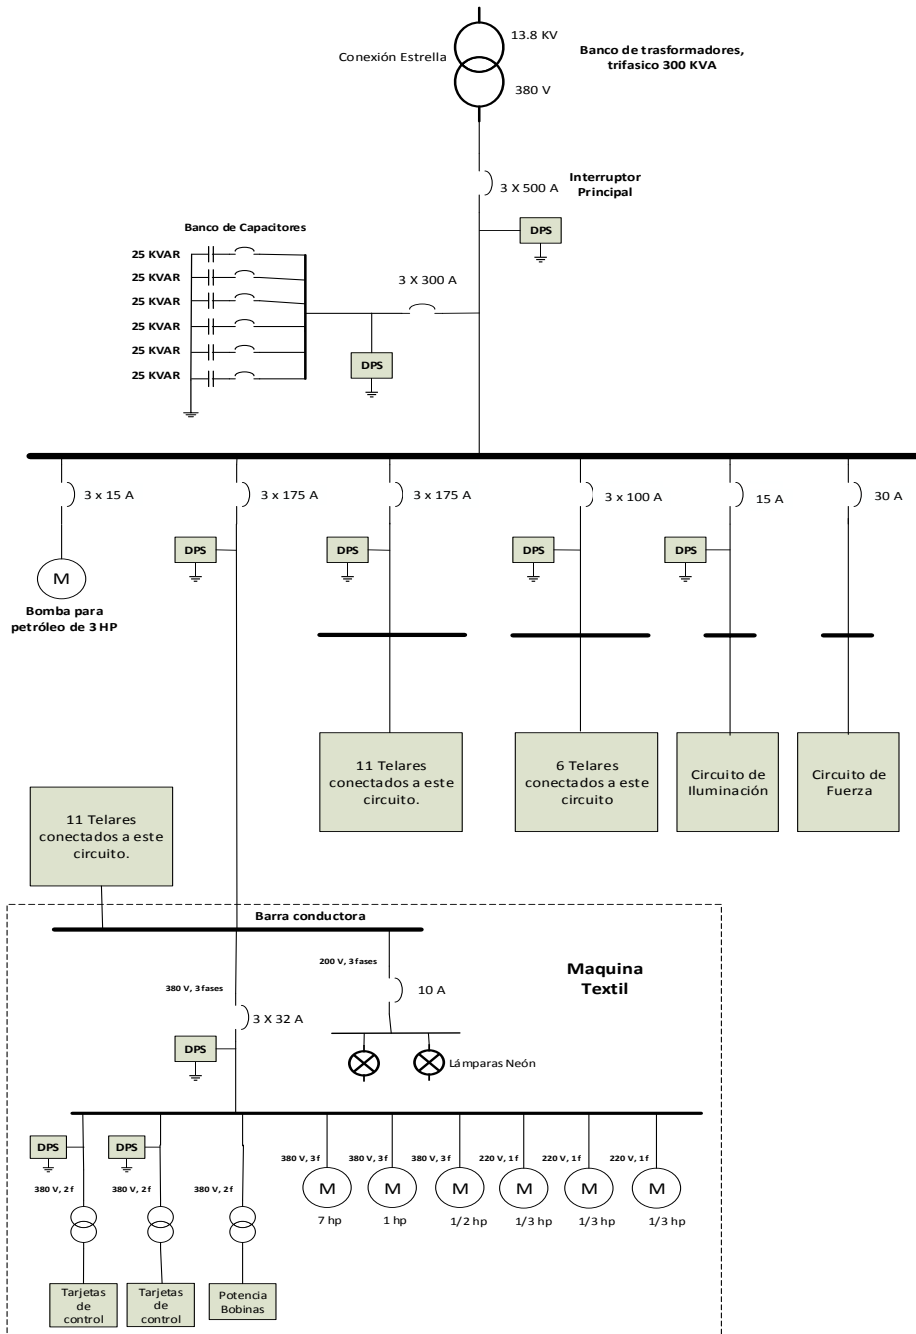 13.8 KV
Conexión Estrella
Banco de trasformadores,
trifasico 300 KVA
380 V
3 X 500 A
Interruptor
Principal
DPS
Banco de Capacitores
25 KVAR
25 KVAR
25 KVAR
25 KVAR
25 KVAR
25 KVAR
3 X 300 A
DPS
3 x 15 A
3 x 175 A
3 x 175 A
3 x 100 A
15 A
30 A
DPS
DPS
DPS
DPS
M
Bomba para
petróleo de 3 HP
11 Telares
conectados a este
circuito.
6 Telares
conectados a este
circuito
Circuito de
Iluminación
Circuito de
Fuerza
11 Telares
conectados a este
circuito.
Barra conductora
Maquina
Textil
380 V, 3 fases
200 V, 3 fases
10 A
3 X 32 A
DPS
Lámparas Neón
DPS
DPS
380 V, 2 f
380 V, 2 f
380 V, 2 f
380 V, 3 f
380 V, 3 f
380 V, 3 f
220 V, 1 f
220 V, 1 f
220 V, 1 f
M
M
M
M
M
M
7 hp
1 hp
1/2 hp
1/3 hp
1/3 hp
1/3 hp
Tarjetas
de
control
Tarjetas
de
control
Potencia
Bobinas